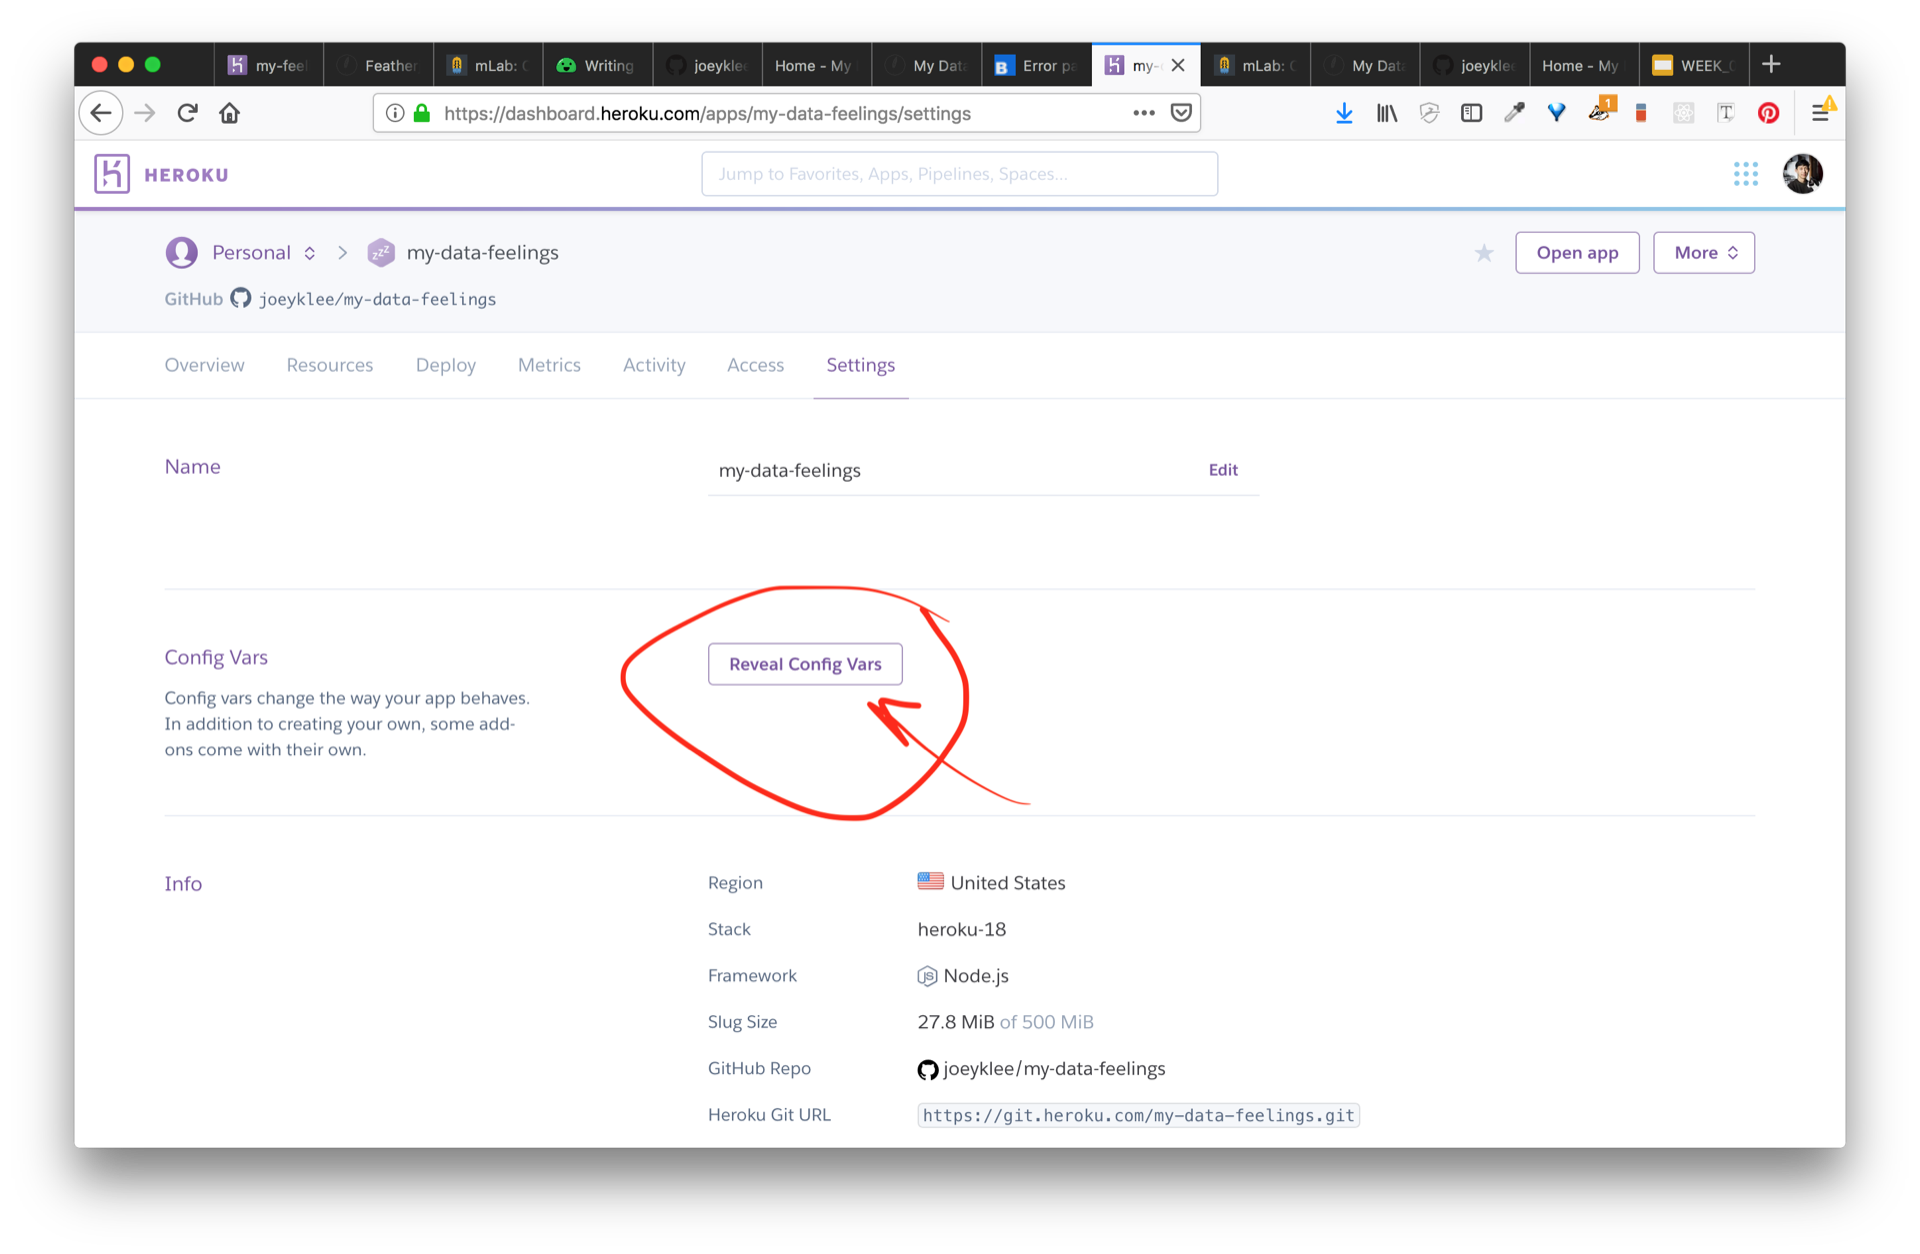 my-feel
Feather
mLab:
Writing
joeykle
Home - My
My Dat
Error pa
my-
mLab:
My Dat
joeykle
Home - My
WEEK_
https://dashboard.heroku.com/apps/my-data-feelings/settings
1
HEROKU
Jump to Favorites, Apps, Pipelines, Spaces...
Personal
my-data-feelings
Open app
More
GitHub joeyklee/my-data-feelings
Overview Resources Deploy Metrics Activity Access Settings
Name
my-data-feelings
Edit
Config Vars
Config vars change the way your app behaves.
In addition to creating your own, some add-
ons come with their own.
Reveal Config Vars
Info
Region United States
Stack heroku-18
Framework Node.js
Slug Size 27.8 MiB of 500 MiB
GitHub Repo joeyklee/my-data-feelings
Heroku Git URL https://git.heroku.com/my-data-feelings.git